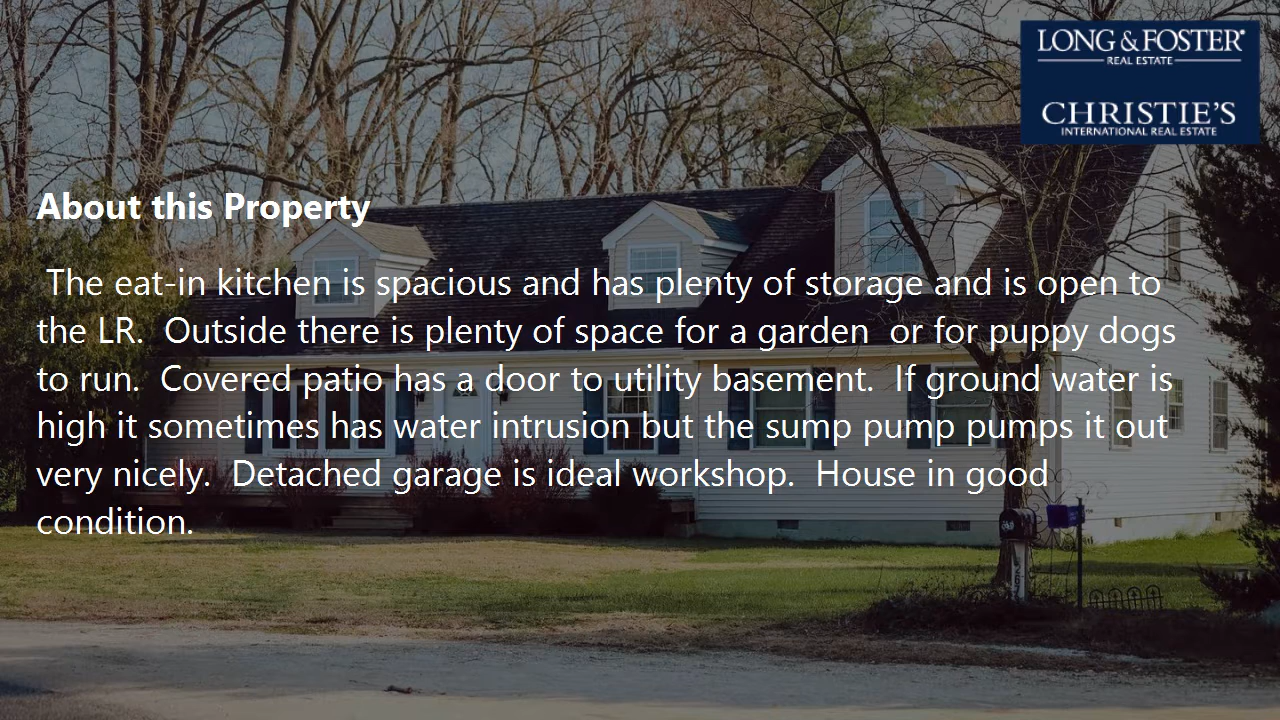 LONG & FOSTER®
REAL ESTATE
CHRISTIE'S
INTERNATIONAL REAL ESTATE
About this Property
The eat-in kitchen is spacious and has plenty of storage and is open to
the LR.  Outside there is plenty of space for a garden  or for puppy dogs
to run.  Covered patio has a door to utility basement.  If ground water is
high it sometimes has water intrusion but the sump pump pumps it out
very nicely.  Detached garage is ideal workshop.  House in good
condition.